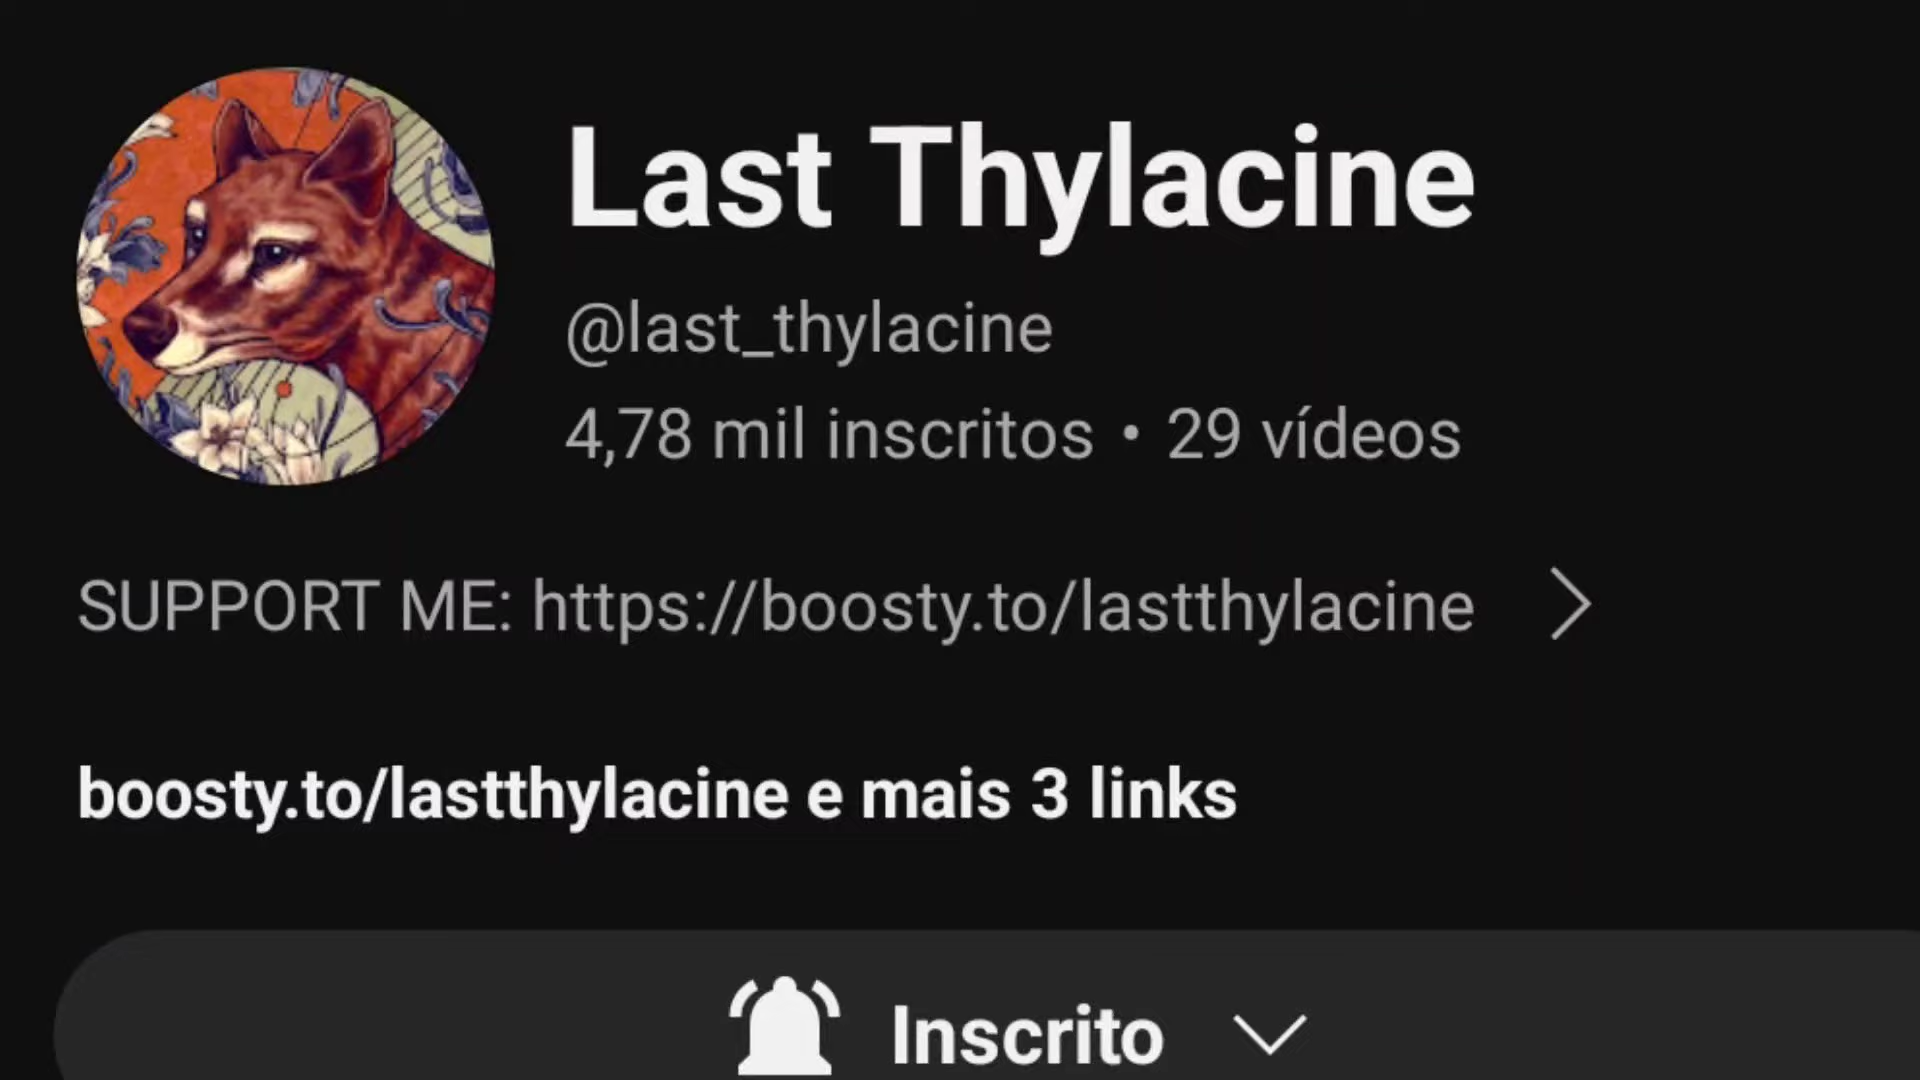 Last Thylacine
@last_thylacine
4,78 mil inscritos • 29 vídeos
SUPPORT ME: https://boosty.to/lastthylacine
boosty.to/lastthylacine e mais 3 links
Inscrito